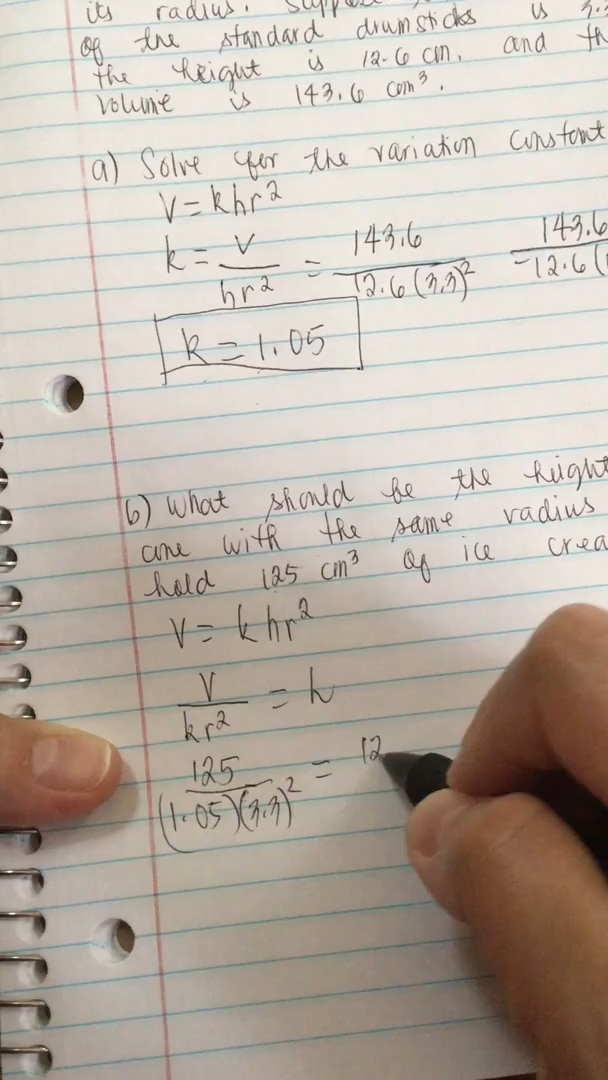 its radius.
of the standard drumsticks is 3.
the height is 12.6 cm, and th
volume is 143.6 cm³.
a) Solve for the variation constant
V = khr²
k = V/hr² = 143.6/12.6(3.3)² = 143.6/12.6(
k = 1.05
b) What should be the height
cone with the same radius
hold 125 cm³ of ice crea
V = khr²
V/kr² = h
125/(1.05)(3.3)² = 12